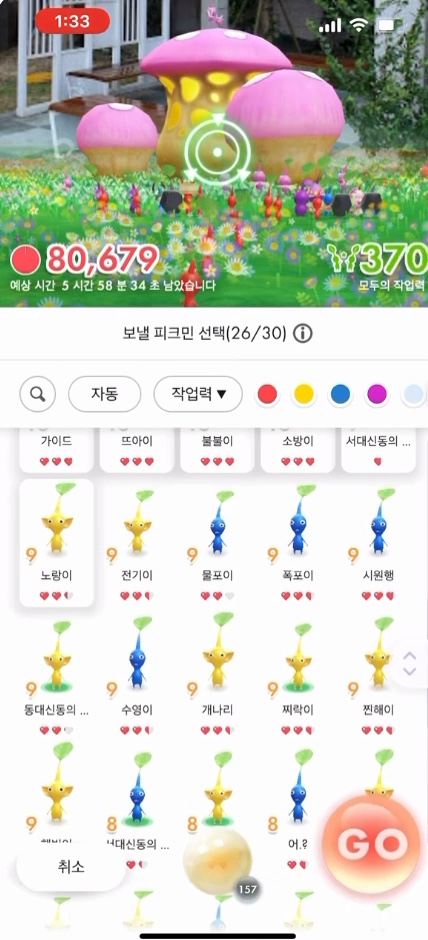 1:33
80,679
예상 시간 5 시간 58 분 34 초 남았습니다
370
모두의 작업력
보낼 피크민 선택(26/30)
자동
작업력▼
가이드
뜨아이
불불이
소방이
서대신동의 ...
9 9 9 9 9
노랑이
전기이
물포이
폭포이
시원행
9 9 9 9 9
동대신동의 ...
수영이
개나리
찌락이
찐해이
9 8 8 8
서대신동의 ...
어.?
취소
157
GO